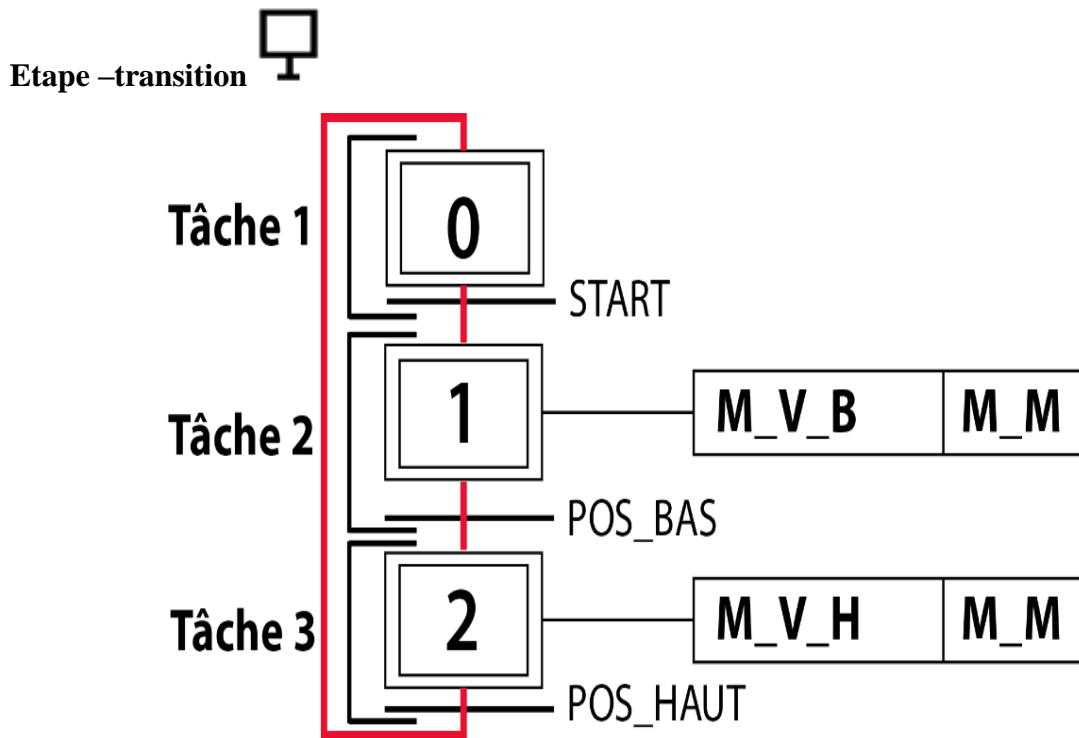 Etape –transition
Tâche 1
0
START
Tâche 2
1
M_V_B M_M
POS_BAS
Tâche 3
2
M_V_H M_M
POS_HAUT